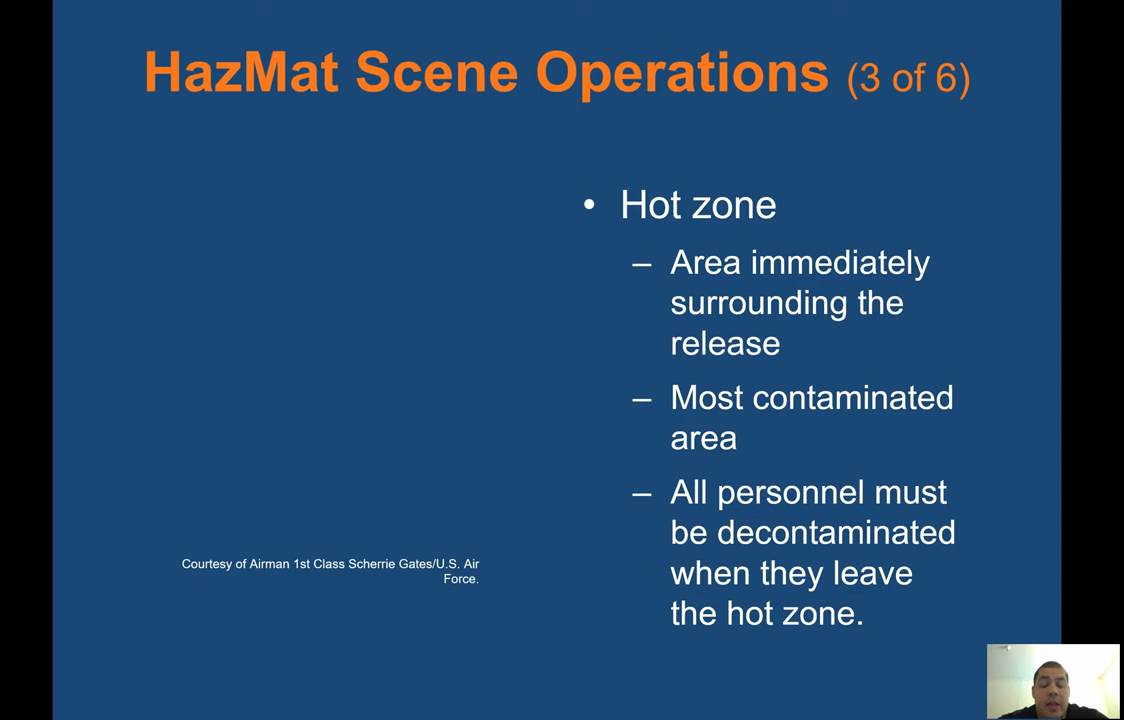 HazMat Scene Operations (3 of 6)
• Hot zone
– Area immediately
surrounding the
release
– Most contaminated
area
– All personnel must
be decontaminated
when they leave
the hot zone.
Courtesy of Airman 1st Class Scherrie Gates/U.S. Air
Force.